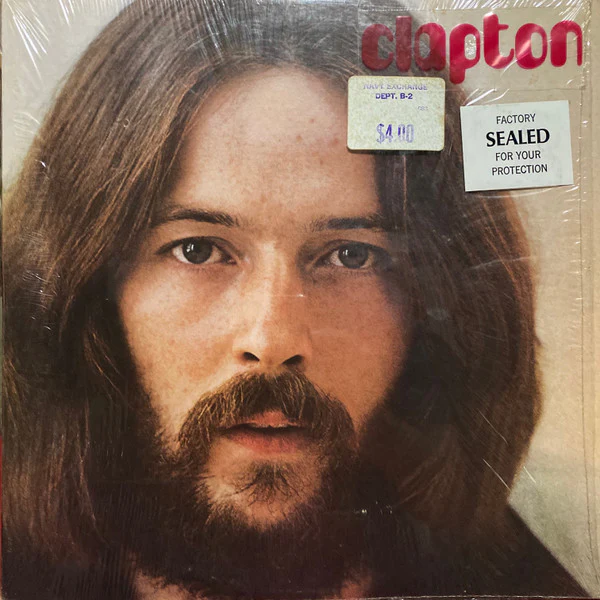 clapton
NAVY EXCHANGE
DEPT. B-2
$4.00
FACTORY
SEALED
FOR YOUR
PROTECTION